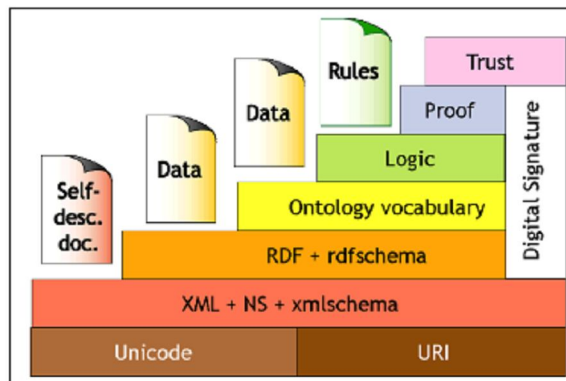 Rules
Trust
Data
Proof
Data
Logic
Self-
desc.
doc.
Ontology vocabulary
Digital Signature
RDF + rdfschema
XML + NS + xmlschema
Unicode
URI